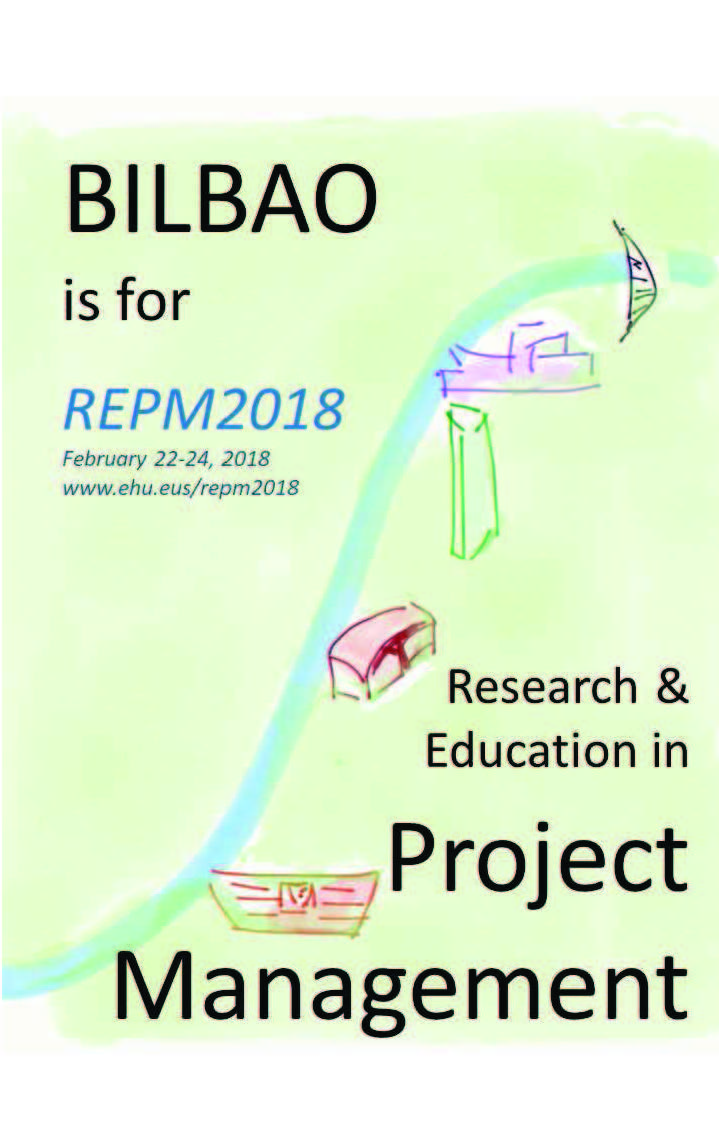 BILBAO
is for
REPM2018
February 22-24, 2018
www.ehu.eus/repm2018
Research &
Education in
Project
Management